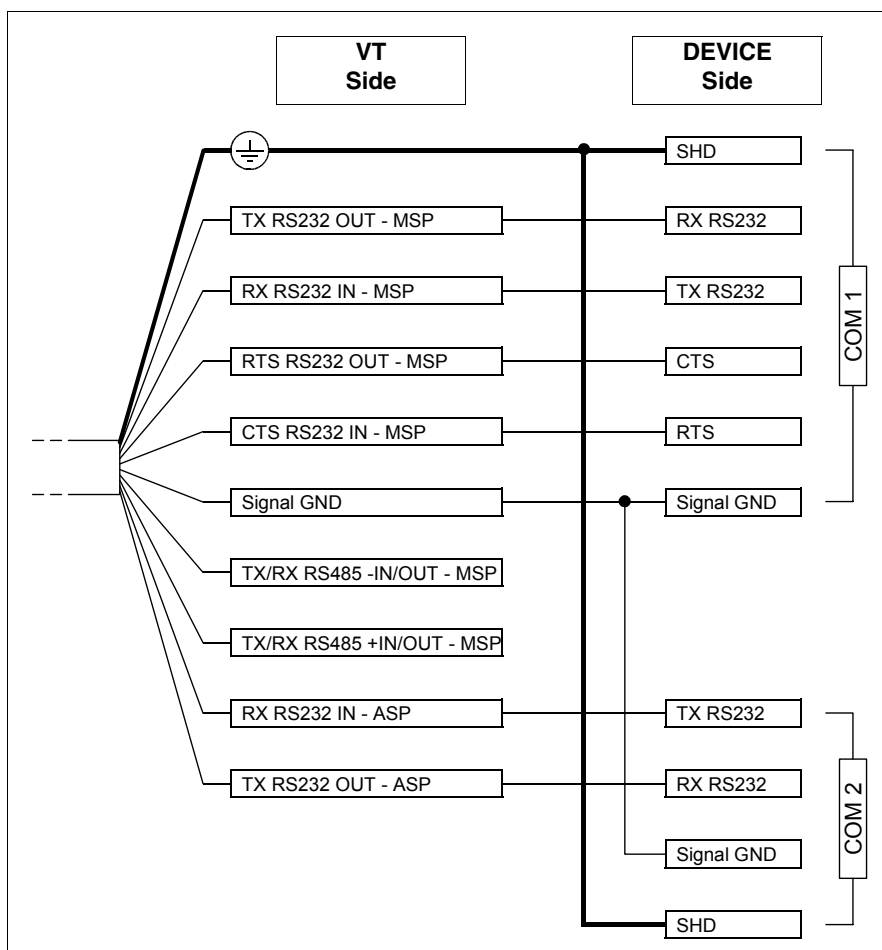 VT
Side
DEVICE
Side
SHD
TX RS232 OUT - MSP
RX RS232
RX RS232 IN - MSP
TX RS232
RTS RS232 OUT - MSP
CTS
CTS RS232 IN - MSP
RTS
Signal GND
Signal GND
COM 1
TX/RX RS485 -IN/OUT - MSP
TX/RX RS485 +IN/OUT - MSP
RX RS232 IN - ASP
TX RS232
TX RS232 OUT - ASP
RX RS232
Signal GND
SHD
COM 2